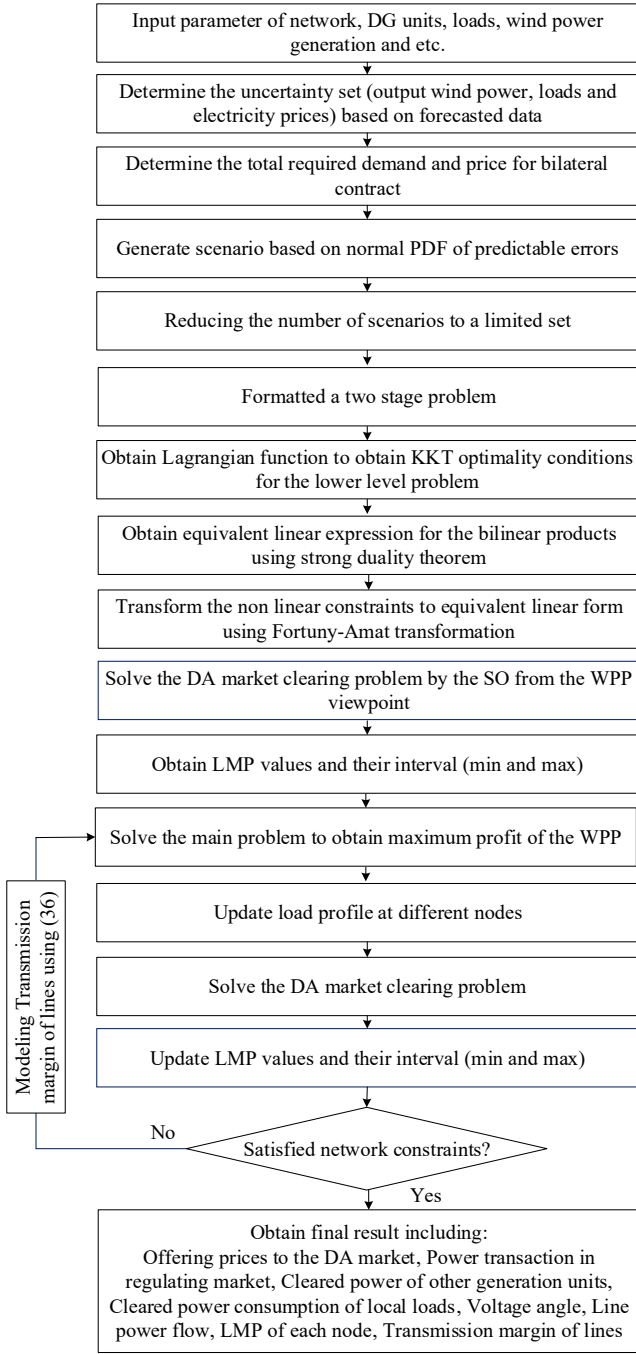 Input parameter of network, DG units, loads, wind power
generation and etc.
Determine the uncertainty set (output wind power, loads and
electricity prices) based on forecasted data
Determine the total required demand and price for bilateral
contract
Generate scenario based on normal PDF of predictable errors
Reducing the number of scenarios to a limited set
Formatted a two stage problem
Obtain Lagrangian function to obtain KKT optimality conditions
for the lower level problem
Obtain equivalent linear expression for the bilinear products
using strong duality theorem
Transform the non linear constraints to equivalent linear form
using Fortuny-Amat transformation
Solve the DA market clearing problem by the SO from the WPP
viewpoint
Obtain LMP values and their interval (min and max)
Solve the main problem to obtain maximum profit of the WPP
Modeling Transmission
margin of lines using (36)
Update load profile at different nodes
Solve the DA market clearing problem
Update LMP values and their interval (min and max)
No
Satisfied network constraints?
Yes
Obtain final result including:
Offering prices to the DA market, Power transaction in
regulating market, Cleared power of other generation units,
Cleared power consumption of local loads, Voltage angle, Line
power flow, LMP of each node, Transmission margin of lines